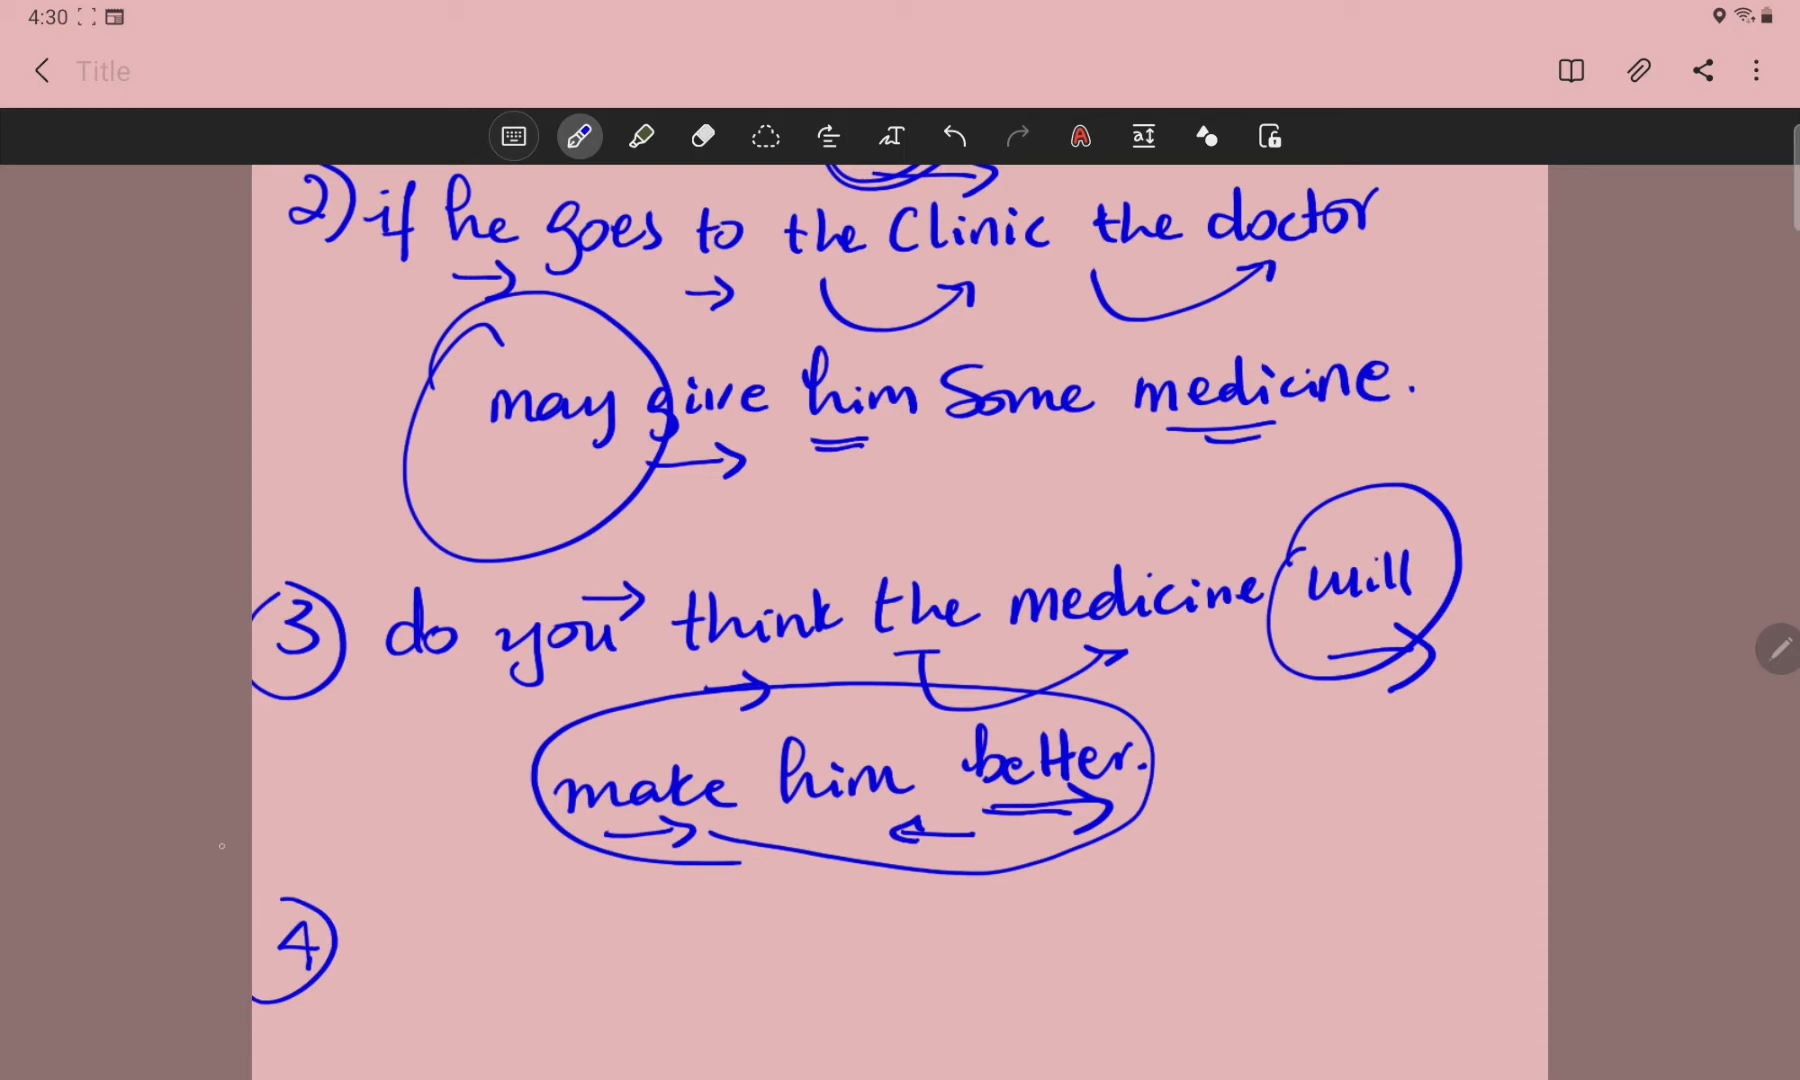 4:30
Title
2) if he goes to the Clinic the doctor
may give him Some medicine.
3 do you think the medicine will
make him better.
4